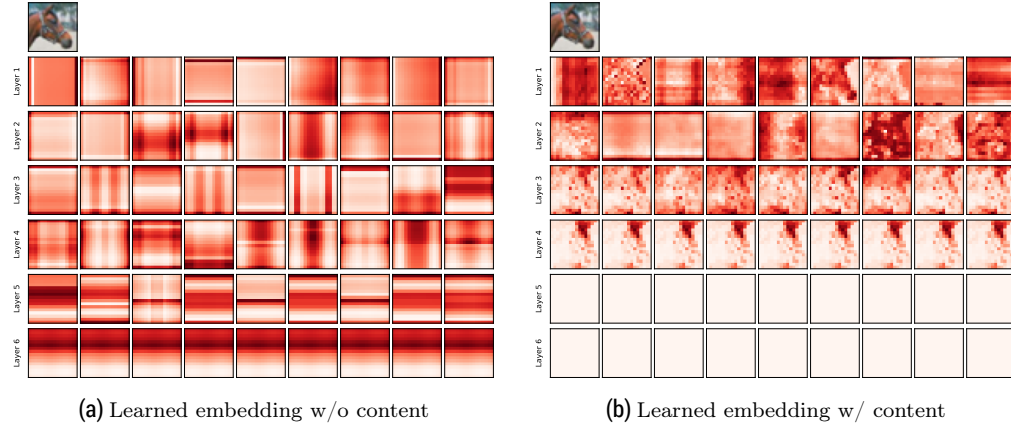 Layer 1
Layer 2
Layer 3
Layer 4
Layer 5
Layer 6
(a) Learned embedding w/o content
Layer 1
Layer 2
Layer 3
Layer 4
Layer 5
Layer 6
(b) Learned embedding w/ content